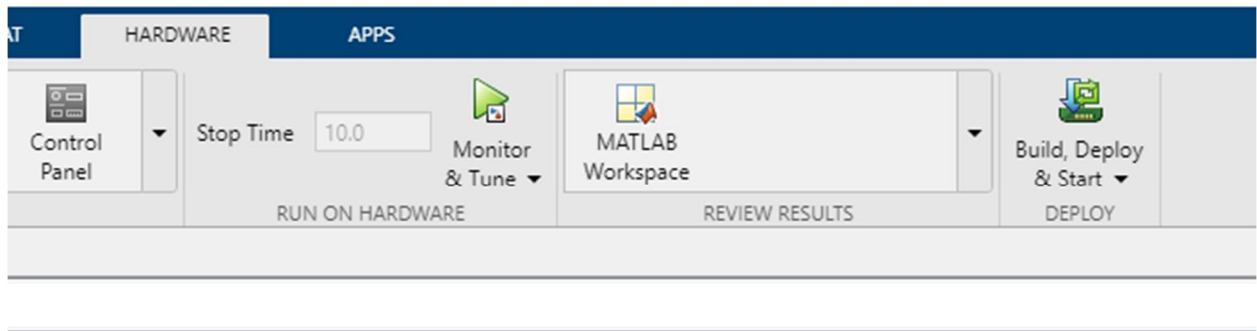 AT HARDWARE APPS
Control Panel
Stop Time 10.0
Monitor & Tune
MATLAB Workspace
Build, Deploy & Start
RUN ON HARDWARE REVIEW RESULTS DEPLOY